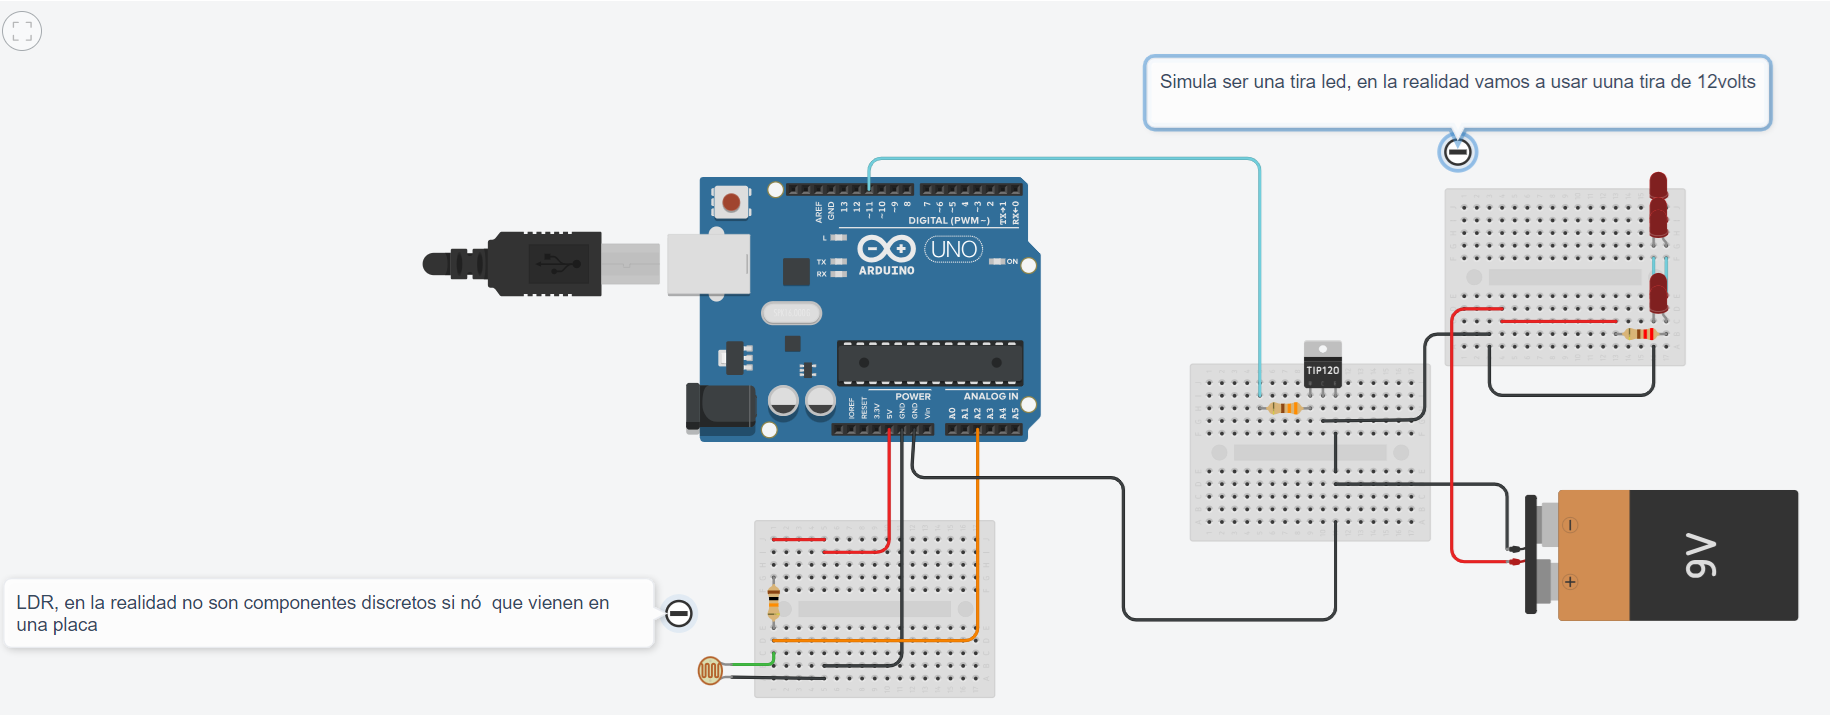 Simula ser una tira led, en la realidad vamos a usar uuna tira de 12volts
AREF
GND
13
12
~11
~10
~9
8
7
~6
~5
4
~3
2
TX→1
RX←0
DIGITAL (PWM~)
L
TX
RX
UNO
ARDUINO
ON
TIP120
POWER
ANALOG IN
IOREF
RESET
3.3V
5V
GND
GND
Vin
A0
A1
A2
A3
A4
A5
9V
LDR, en la realidad no son componentes discretos si nó  que vienen en
una placa